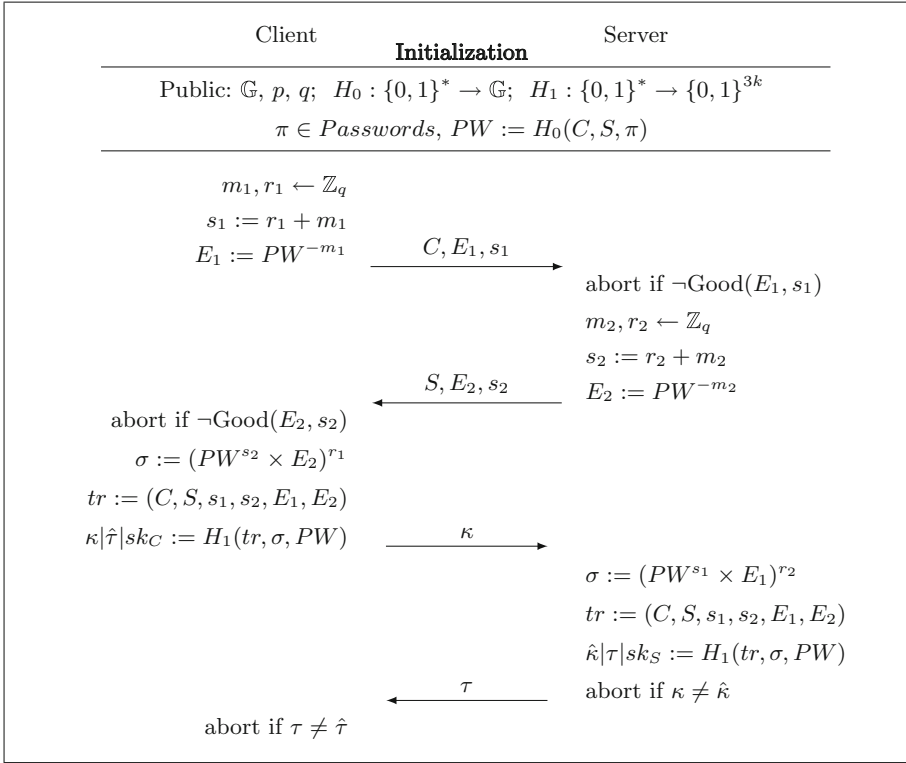 Client Server
Initialization
Public: 𝔾, p, q; H₀ : {0, 1}* → 𝔾; H₁ : {0, 1}* → {0, 1}³ᵏ
π ∈ Passwords, PW := H₀(C, S, π)
m₁, r₁ ← ℤ_q
s₁ := r₁ + m₁
E₁ := PW^{−m₁}
C, E₁, s₁
abort if ¬Good(E₁, s₁)
m₂, r₂ ← ℤ_q
s₂ := r₂ + m₂
S, E₂, s₂
E₂ := PW^{−m₂}
abort if ¬Good(E₂, s₂)
σ := (PW^{s₂} × E₂)^{r₁}
tr := (C, S, s₁, s₂, E₁, E₂)
κ|τ̂|sk_C := H₁(tr, σ, PW)
κ
σ := (PW^{s₁} × E₁)^{r₂}
tr := (C, S, s₁, s₂, E₁, E₂)
κ̂|τ|sk_S := H₁(tr, σ, PW)
τ
abort if κ ≠ κ̂
abort if τ ≠ τ̂